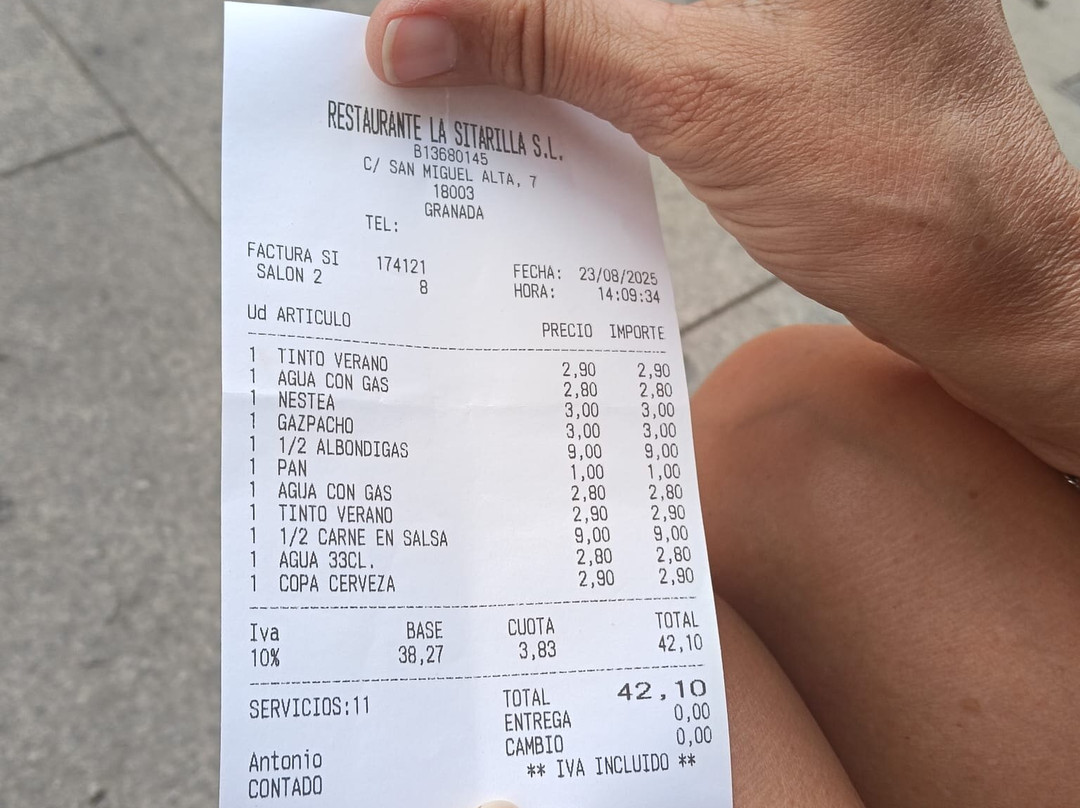 RESTAURANTE LA SITARILLA S.L.
B13680145
C/ SAN MIGUEL ALTA, 7
18003
GRANADA
TEL:
FACTURA SI 174121 FECHA: 23/08/2025
SALON 2 8 HORA: 14:09:34
Ud ARTICULO PRECIO IMPORTE
1 TINTO VERANO 2,90 2,90
1 AGUA CON GAS 2,80 2,80
1 NESTEA 3,00 3,00
1 GAZPACHO 3,00 3,00
1 1/2 ALBONDIGAS 9,00 9,00
1 PAN 1,00 1,00
1 AGUA CON GAS 2,80 2,80
1 TINTO VERANO 2,90 2,90
1 1/2 CARNE EN SALSA 9,00 9,00
1 AGUA 33CL. 2,80 2,80
1 COPA CERVEZA 2,90 2,90
Iva BASE CUOTA TOTAL
10% 38,27 3,83 42,10
SERVICIOS:11 TOTAL 42,10
ENTREGA 0,00
CAMBIO 0,00
Antonio ** IVA INCLUIDO **
CONTADO